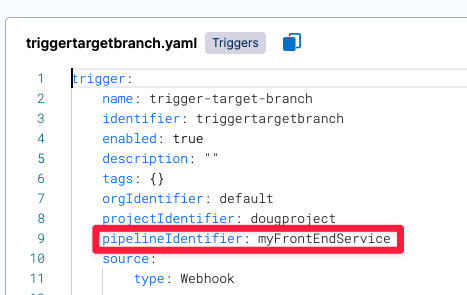 triggertargetbranch.yaml Triggers
1 trigger:
2 name: trigger-target-branch
3 identifier: triggertargetbranch
4 enabled: true
5 description: ""
6 tags: {}
7 orgIdentifier: default
8 projectIdentifier: dougproject
9 pipelineIdentifier: myFrontEndService
10 source:
11 type: Webhook